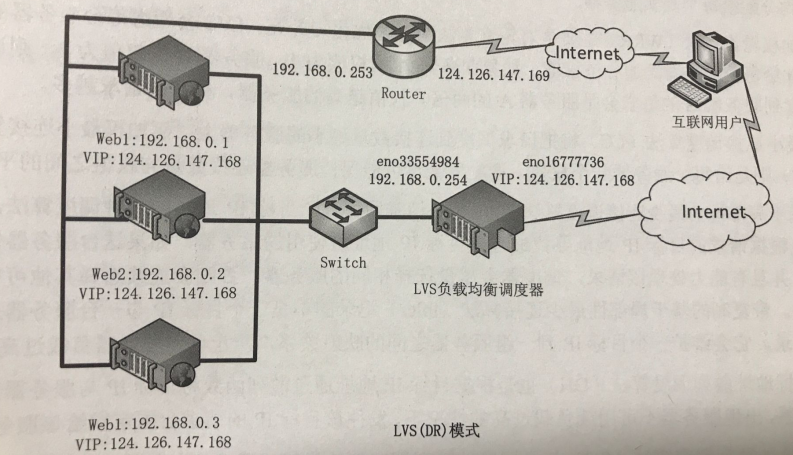 Internet
192.168.0.253
124.126.147.169
Router
互联网用户
Web1:192.168.0.1
VIP:124.126.147.168
eno33554984
192.168.0.254
eno16777736
VIP:124.126.147.168
Internet
Switch
LVS负载均衡调度器
Web2:192.168.0.2
VIP:124.126.147.168
Web1:192.168.0.3
VIP:124.126.147.168
LVS(DR)模式